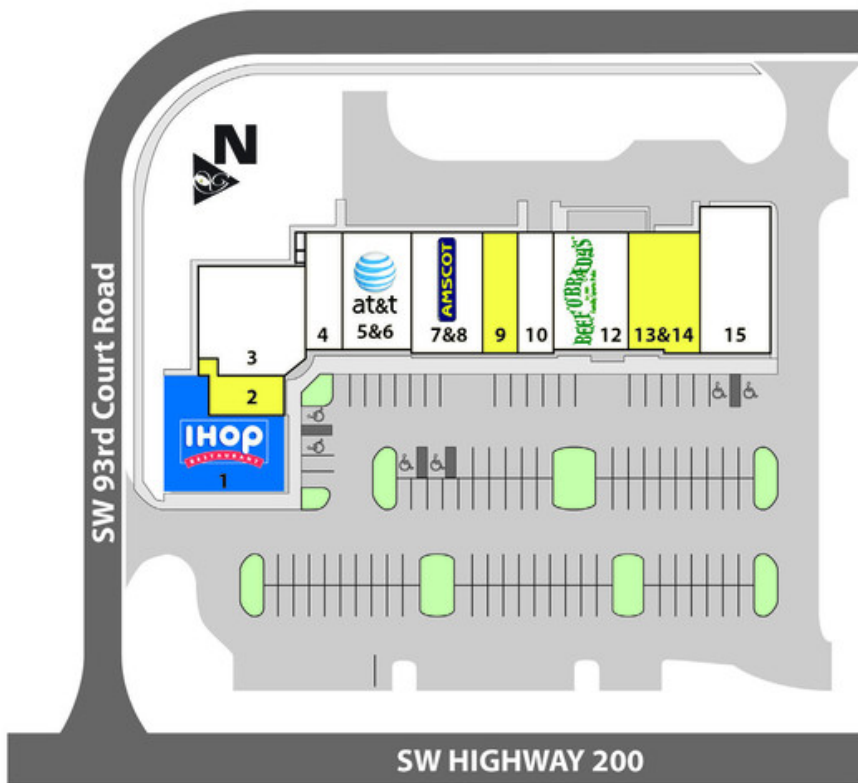 N
SW 93rd Court Road
3
4
at&t
5&6
AMSCOT
7&8
9
10
BEEF 'O' BRADY'S
12
13&14
15
2
IHOP
RESTAURANT
1
SW HIGHWAY 200